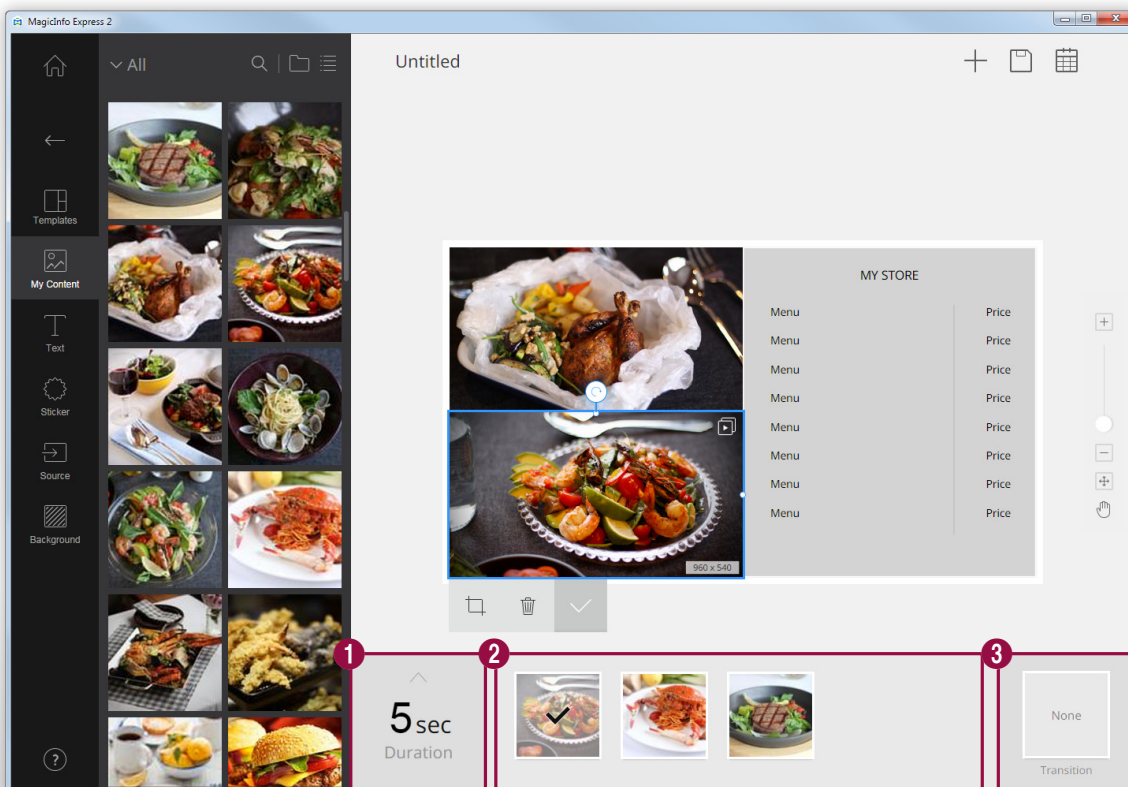 MagicInfo Express 2
All
Untitled
Templates
My Content
Text
Sticker
Source
Background
?
MY STORE
Menu Price
Menu Price
Menu Price
Menu Price
Menu Price
Menu Price
Menu Price
Menu Price
960 x 540
1
5 sec
Duration
2
3
None
Transition